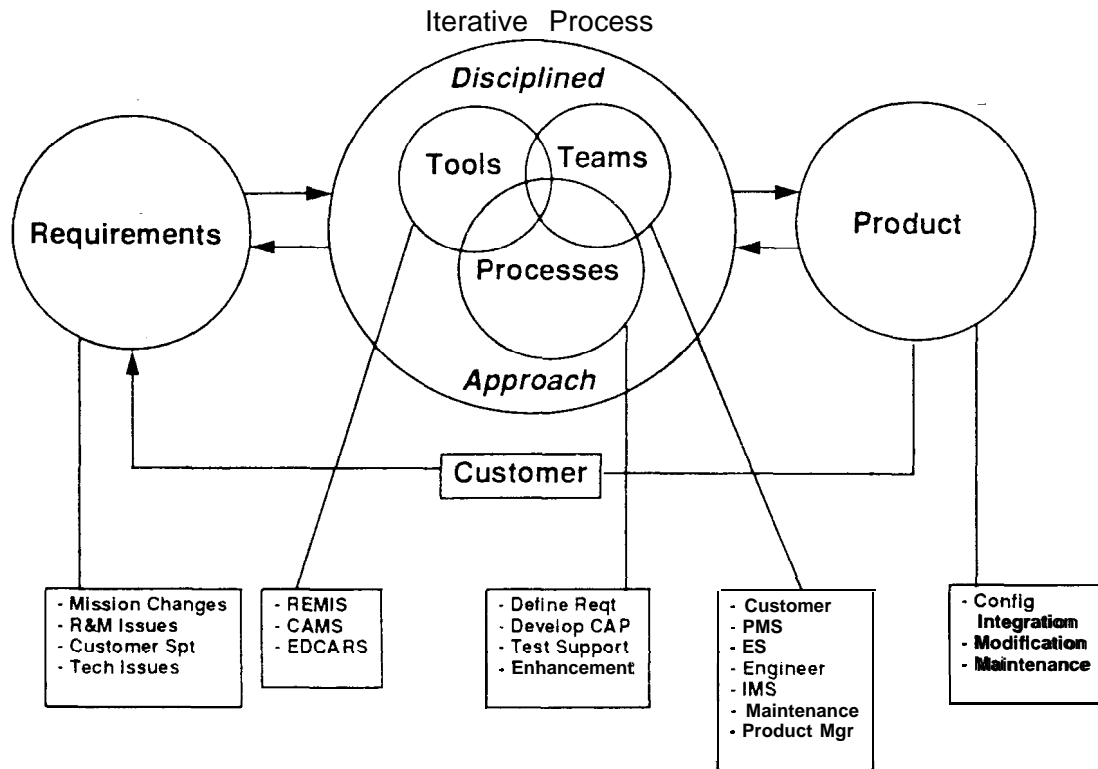 Iterative Process
Disciplined
Tools
Teams
Requirements
Product
Processes
Approach
Customer
- Mission Changes
- R&M Issues
- Customer Spt
- Tech Issues
- REMIS
- CAMS
- EDCARS
- Define Reqt
- Develop CAP
- Test Support
- Enhancement
- Customer
- PMS
- ES
- Engineer
- IMS
- Maintenance
- Product Mgr
- Config
Integration
- Modification
- Maintenance